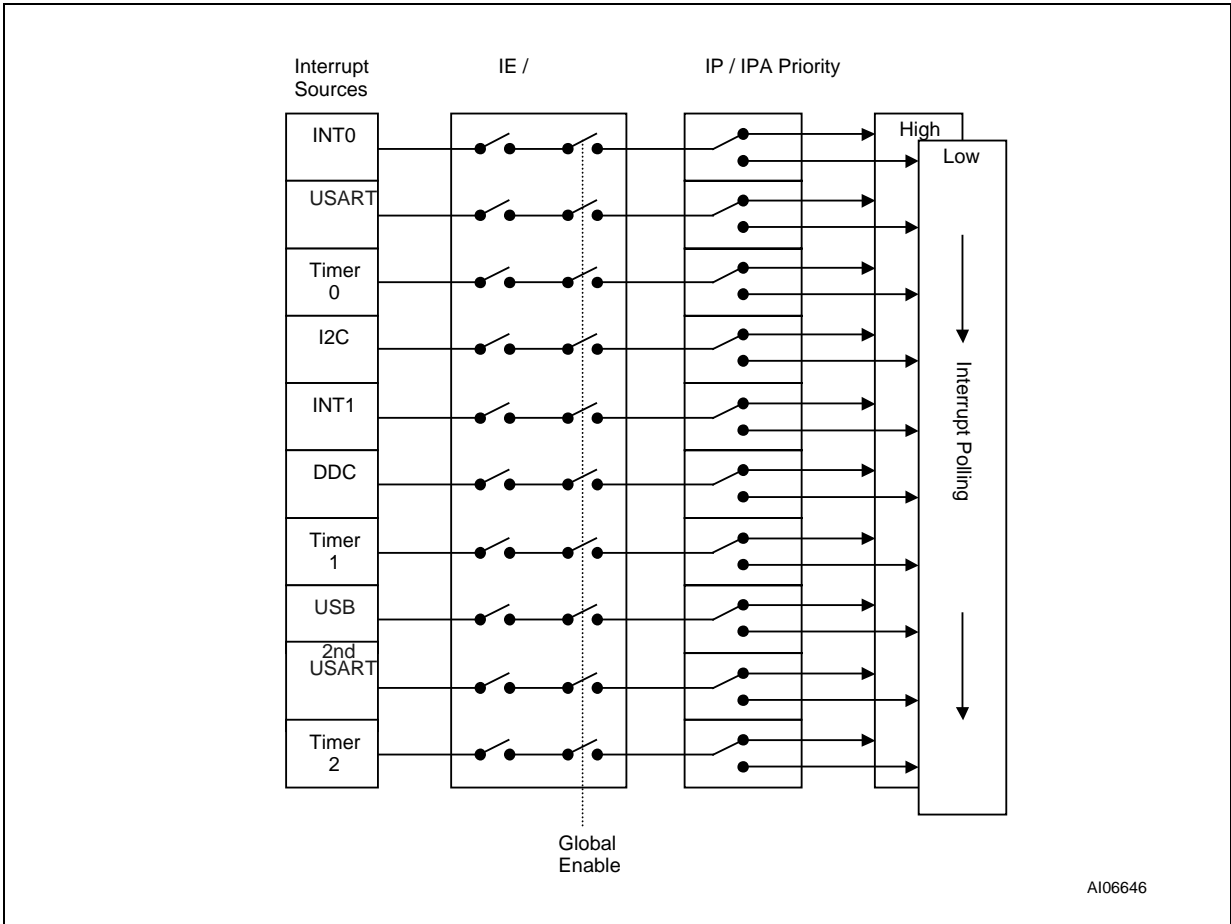 Interrupt
Sources
IE /
IP / IPA Priority
INT0
USART
Timer
0
I2C
INT1
DDC
Timer
1
USB
2nd
USART
Timer
2
High
Low
Interrupt Polling
Global
Enable
AI06646